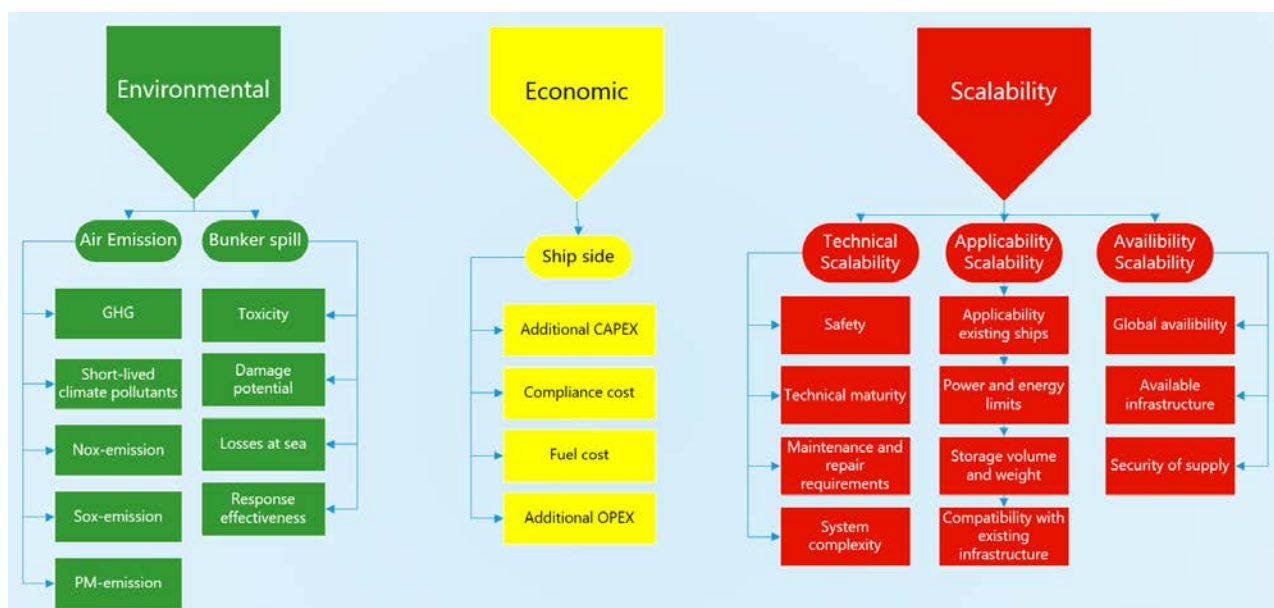 Environmental
Air Emission
GHG
Short-lived
climate pollutants
Nox-emission
Sox-emission
PM-emission
Bunker spill
Toxicity
Damage
potential
Losses at sea
Response
effectiveness
Economic
Ship side
Additional CAPEX
Compliance cost
Fuel cost
Additional OPEX
Scalability
Technical
Scalability
Safety
Technical maturity
Maintenance and
repair
requirements
System
complexity
Applicability
Scalability
Applicability
existing ships
Power and energy
limits
Storage volume
and weight
Compatibility with
existing
infrastructure
Availibility
Scalability
Global availibility
Available
infrastructure
Security of supply